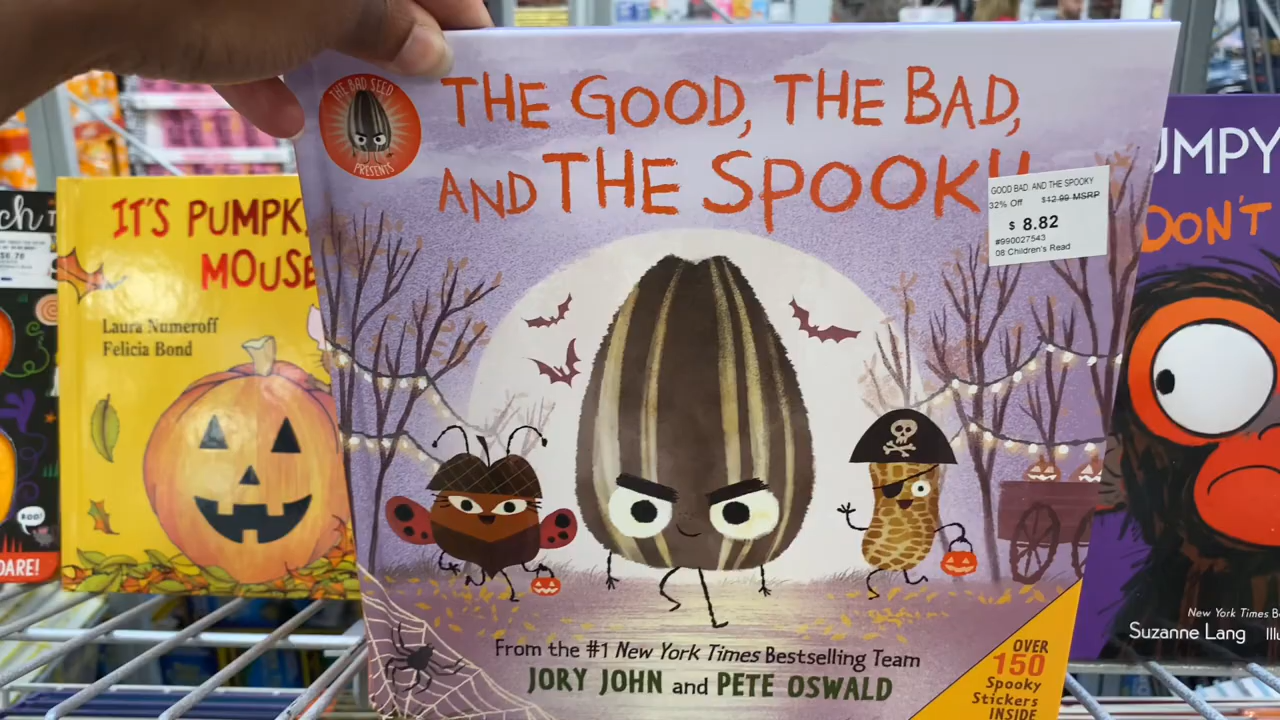 THE BAD SEED
PRESENTS
THE GOOD, THE BAD,
AND THE SPOOK
GOOD BAD. AND THE SPOOKY
32% Off $12.99 MSRP
$ 8.82
#990027543
08 Children's Read
From the #1 New York Times Bestselling Team
JORY JOHN and PETE OSWALD
OVER
150
Spooky
Stickers
INSIDE
IT'S PUMPK
MOUSE
Laura Numeroff
Felicia Bond
ch
BOO!
DARE!
UMPY
DON'T
New York Times B
Suzanne Lang Ill